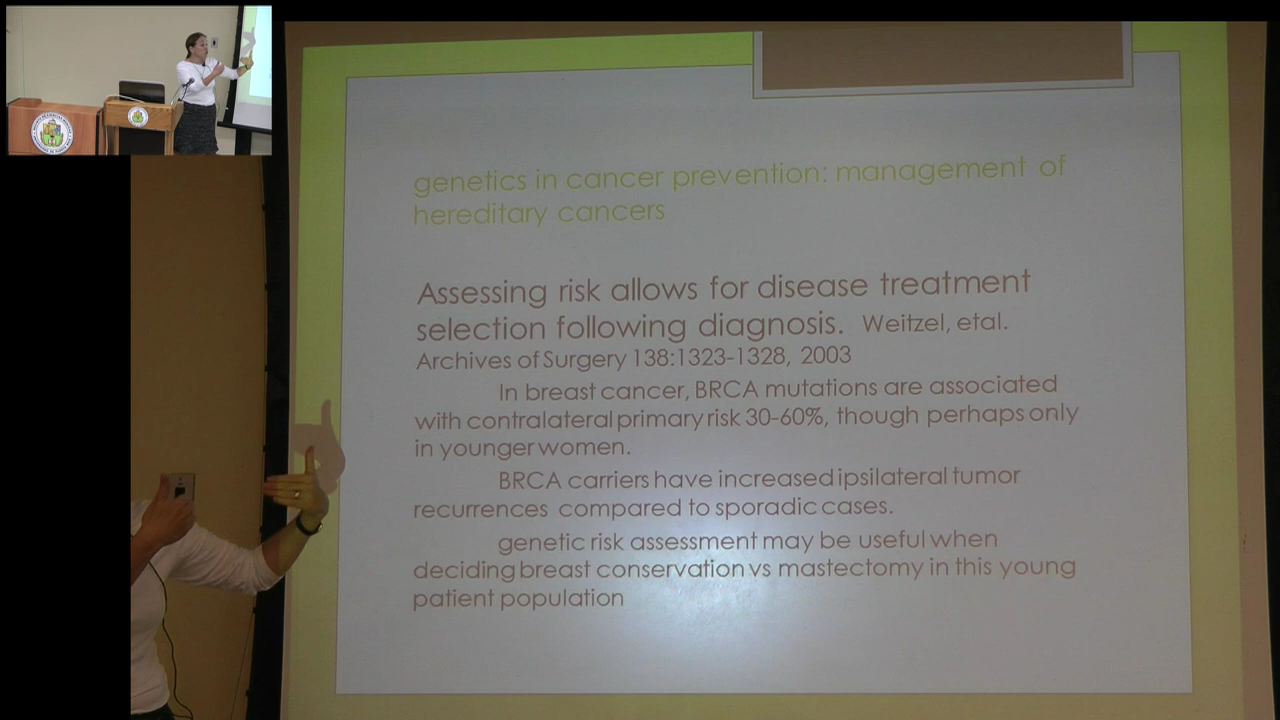 genetics in cancer prevention: management of
hereditary cancers
Assessing risk allows for disease treatment
selection following diagnosis. Weitzel, etal.
Archives of Surgery 138:1323-1328, 2003
In breast cancer, BRCA mutations are associated
with contralateral primary risk 30-60%, though perhaps only
in younger women.
BRCA carriers have increased ipsilateral tumor
recurrences compared to sporadic cases.
genetic risk assessment may be useful when
deciding breast conservation vs mastectomy in this young
patient population